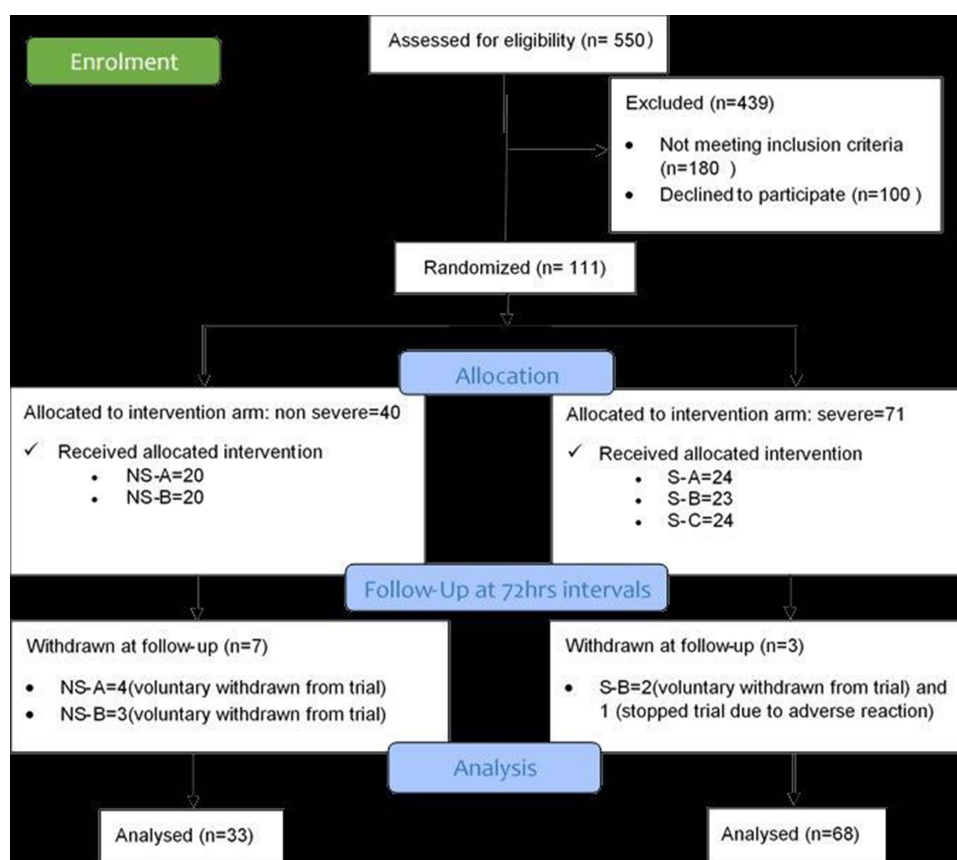 Assessed for eligibility (n= 550)
Enrolment
Excluded (n=439)
• Not meeting inclusion criteria
(n=180 )
• Declined to participate (n=100 )
Randomized (n= 111)
Allocation
Allocated to intervention arm: non severe=40
✓ Received allocated intervention
• NS-A=20
• NS-B=20
Allocated to intervention arm: severe=71
✓ Received allocated intervention
• S-A=24
• S-B=23
• S-C=24
Follow-Up at 72hrs intervals
Withdrawn at follow-up (n=7)
• NS-A=4(voluntary withdrawn from trial)
• NS-B=3(voluntary withdrawn from trial)
Withdrawn at follow-up (n=3)
• S-B=2(voluntary withdrawn from trial) and
1 (stopped trial due to adverse reaction)
Analysis
Analysed (n=33)
Analysed (n=68)